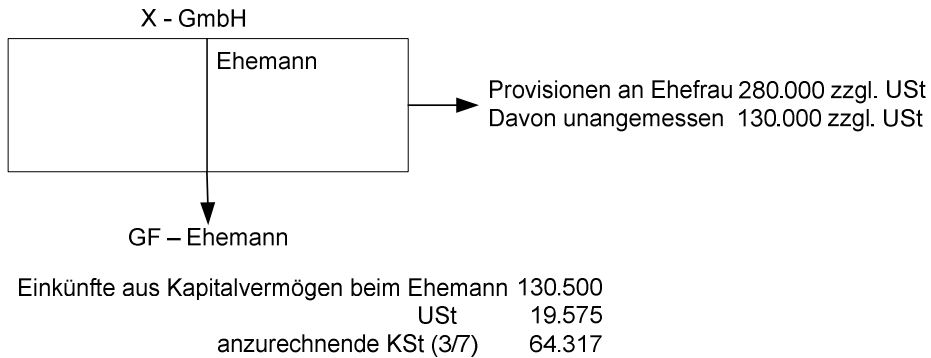 X - GmbH
Ehemann
Provisionen an Ehefrau 280.000 zzgl. USt
Davon unangemessen 130.000 zzgl. USt
GF – Ehemann
Einkünfte aus Kapitalvermögen beim Ehemann 130.500
USt 19.575
anzurechnende KSt (3/7) 64.317